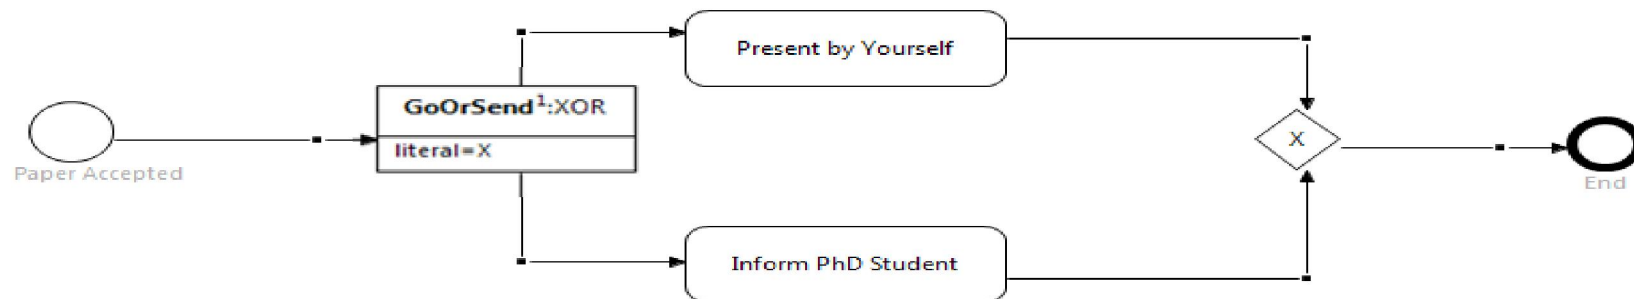 Present by Yourself
GoOrSend¹:XOR
literal=X
Paper Accepted
X
End
Inform PhD Student